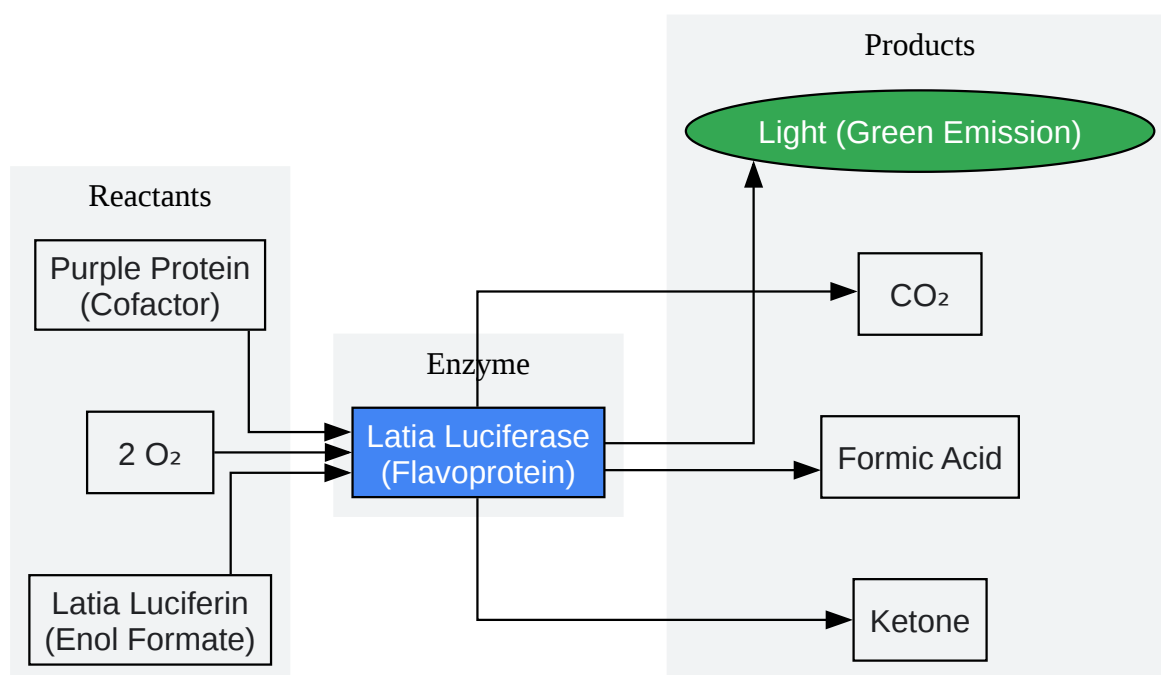 Reactants
Purple Protein
(Cofactor)
2 O₂
Latia Luciferin
(Enol Formate)
Enzyme
Latia Luciferase
(Flavoprotein)
Products
Light (Green Emission)
CO₂
Formic Acid
Ketone